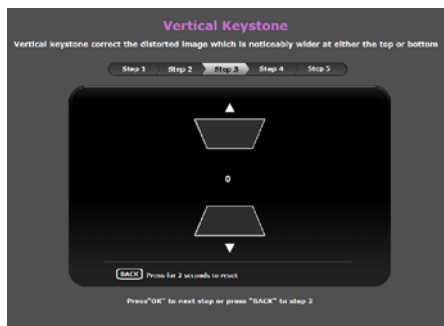 Vertical Keystone
Vertical keystone correct the distorted image which is noticeably wider at either the top or bottom
Step 1 Step 2 Step 3 Step 4 Step 5
0
BACK Press for 2 seconds to reset
Press"OK" to next step or press "BACK" to step 2